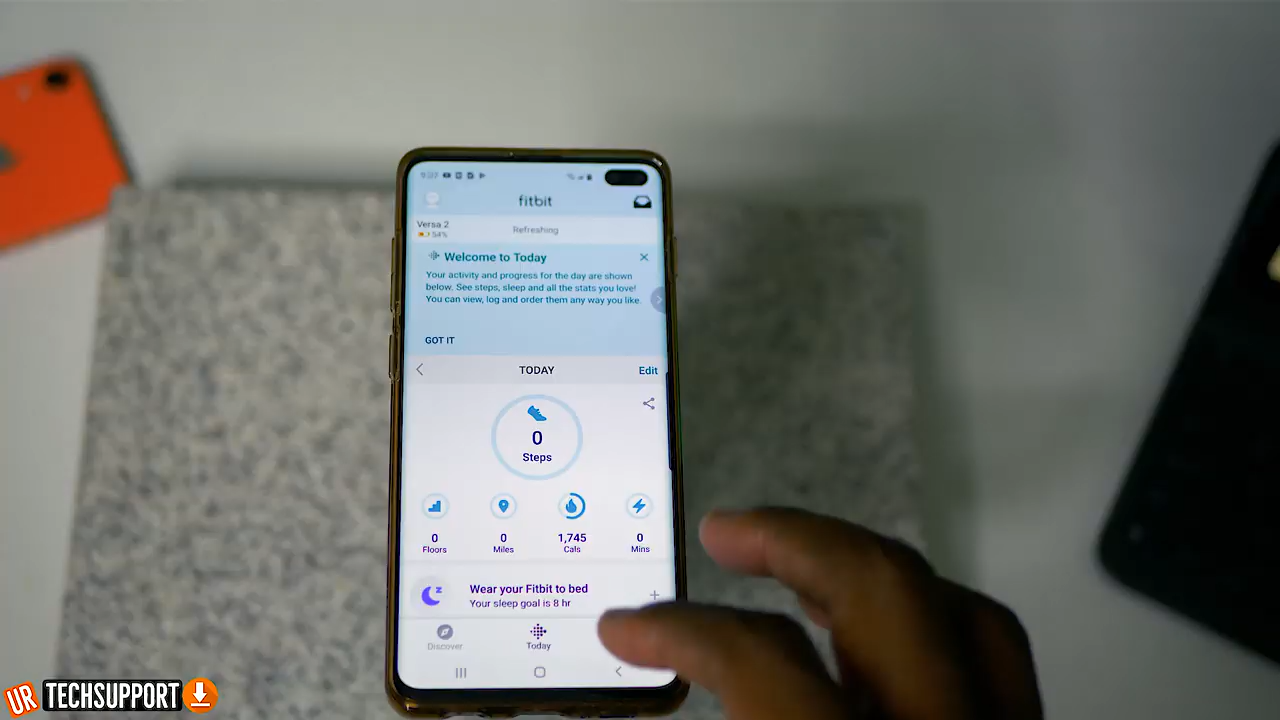 9:07
fitbit
Versa 2
54%
Refreshing
Welcome to Today
Your activity and progress for the day are shown
below. See steps, sleep and all the stats you love!
You can view, log and order them any way you like.
GOT IT
TODAY
Edit
0
Steps
0
Floors
0
Miles
1,745
Cals
0
Mins
Wear your Fitbit to bed
Your sleep goal is 8 hr
Discover
Today
UR TECHSUPPORT